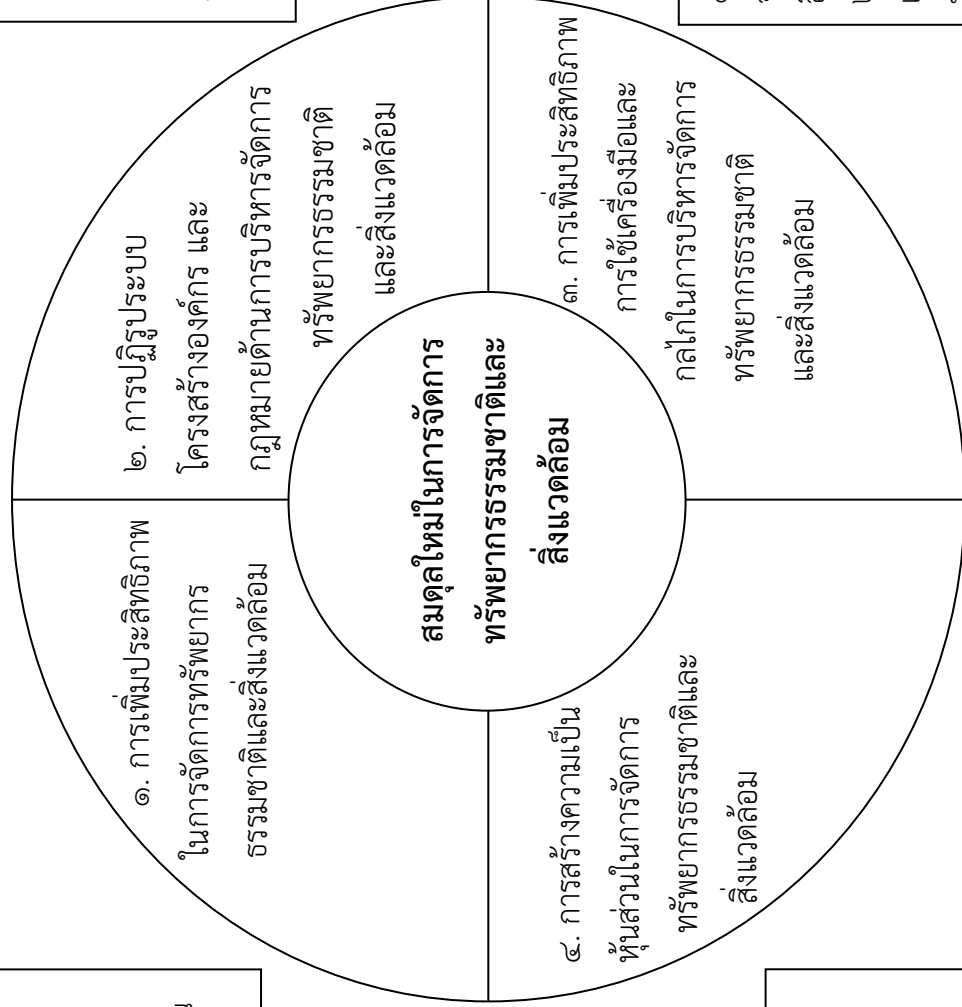 สมดุลใหม่ในการจัดการ
ทรัพยากรธรรมชาติและ
สิ่งแวดล้อม
๑. การเพิ่มประสิทธิภาพ
ในการจัดการทรัพยากร
ธรรมชาติและสิ่งแวดล้อม
๒. การปฏิรูประบบ
โครงสร้างองค์กร และ
กฎหมายด้านการบริหารจัดการ
ทรัพยากรธรรมชาติ
และสิ่งแวดล้อม
๓. การเพิ่มประสิทธิภาพ
การใช้เครื่องมือและ
กลไกในการบริหารจัดการ
ทรัพยากรธรรมชาติ
และสิ่งแวดล้อม
๔. การสร้างความเป็น
หุ้นส่วนในการจัดการ
ทรัพยากรธรรมชาติและ
สิ่งแวดล้อม